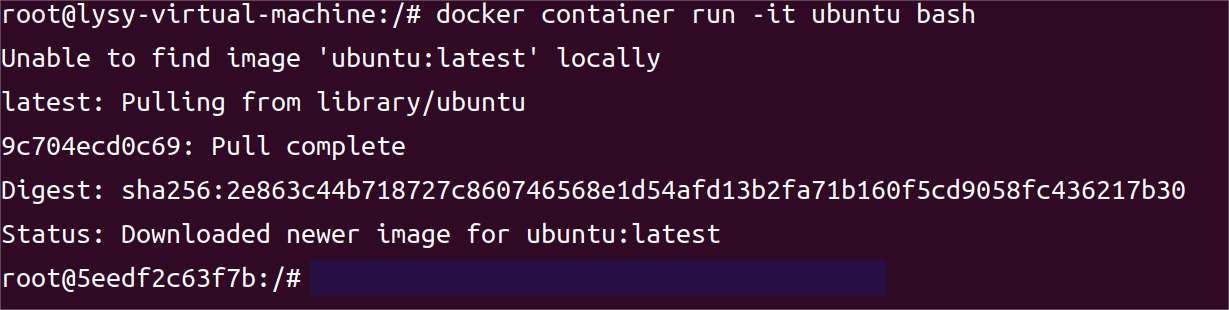 root@lysy-virtual-machine:/# docker container run -it ubuntu bash
Unable to find image 'ubuntu:latest' locally
latest: Pulling from library/ubuntu
9c704ecd0c69: Pull complete
Digest: sha256:2e863c44b718727c860746568e1d54afd13b2fa71b160f5cd9058fc436217b30
Status: Downloaded newer image for ubuntu:latest
root@5eedf2c63f7b:/#